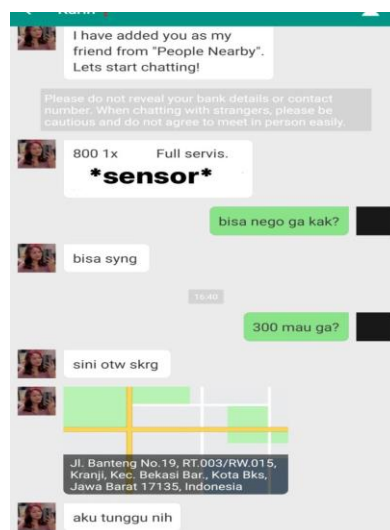 I have added you as my
friend from "People Nearby".
Lets start chatting!
Please do not reveal your bank details or contact
number. When chatting with strangers, please be
cautious and do not agree to meet in person easily.
800 1x Full servis.
*sensor*
bisa nego ga kak?
bisa syng
16:40
300 mau ga?
sini otw skrg
Jl. Banteng No.19, RT.003/RW.015,
Kranji, Kec. Bekasi Bar., Kota Bks,
Jawa Barat 17135, Indonesia
aku tunggu nih